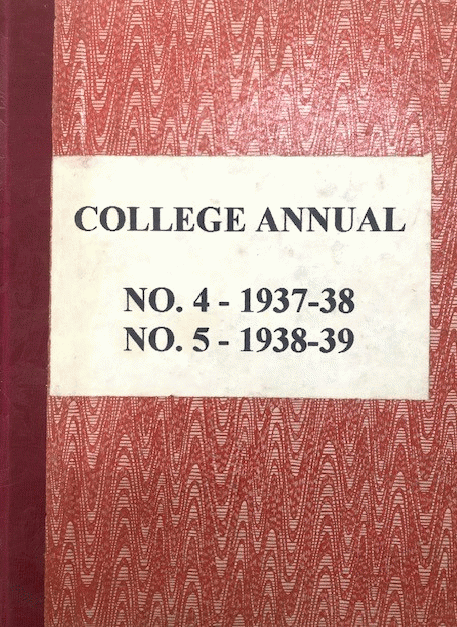 COLLEGE ANNUAL
NO. 4 - 1937-38
NO. 5 - 1938-39